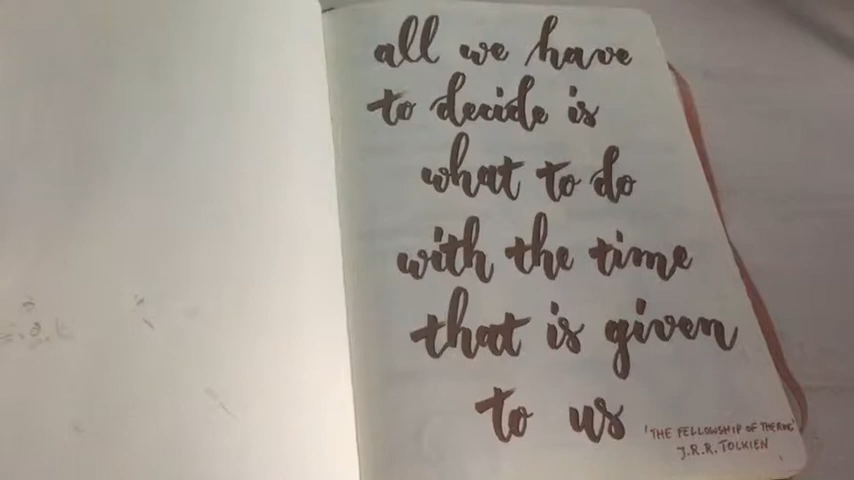 all we have
to decide is
what to do
with the time
that is given
to us
'THE FELLOWSHIP OF THE RING'
J.R.R. TOLKIEN